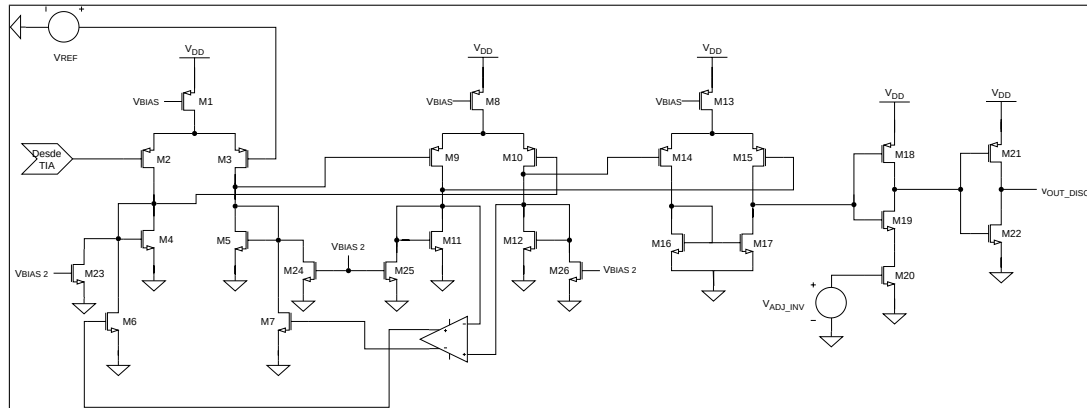 VREF
VDD
VDD
VDD
VBIAS
M1
VBIAS
M8
VBIAS
M13
VDD
VDD
Desde
TIA
M2
M3
M9
M10
M14
M15
M18
M21
VOUT_DISC
M4
M5
M11
M12
M16
M17
M19
M22
VBIAS 2
VBIAS 2
M23
M24
M25
M26
VBIAS 2
M20
VADJ_INV
M6
M7